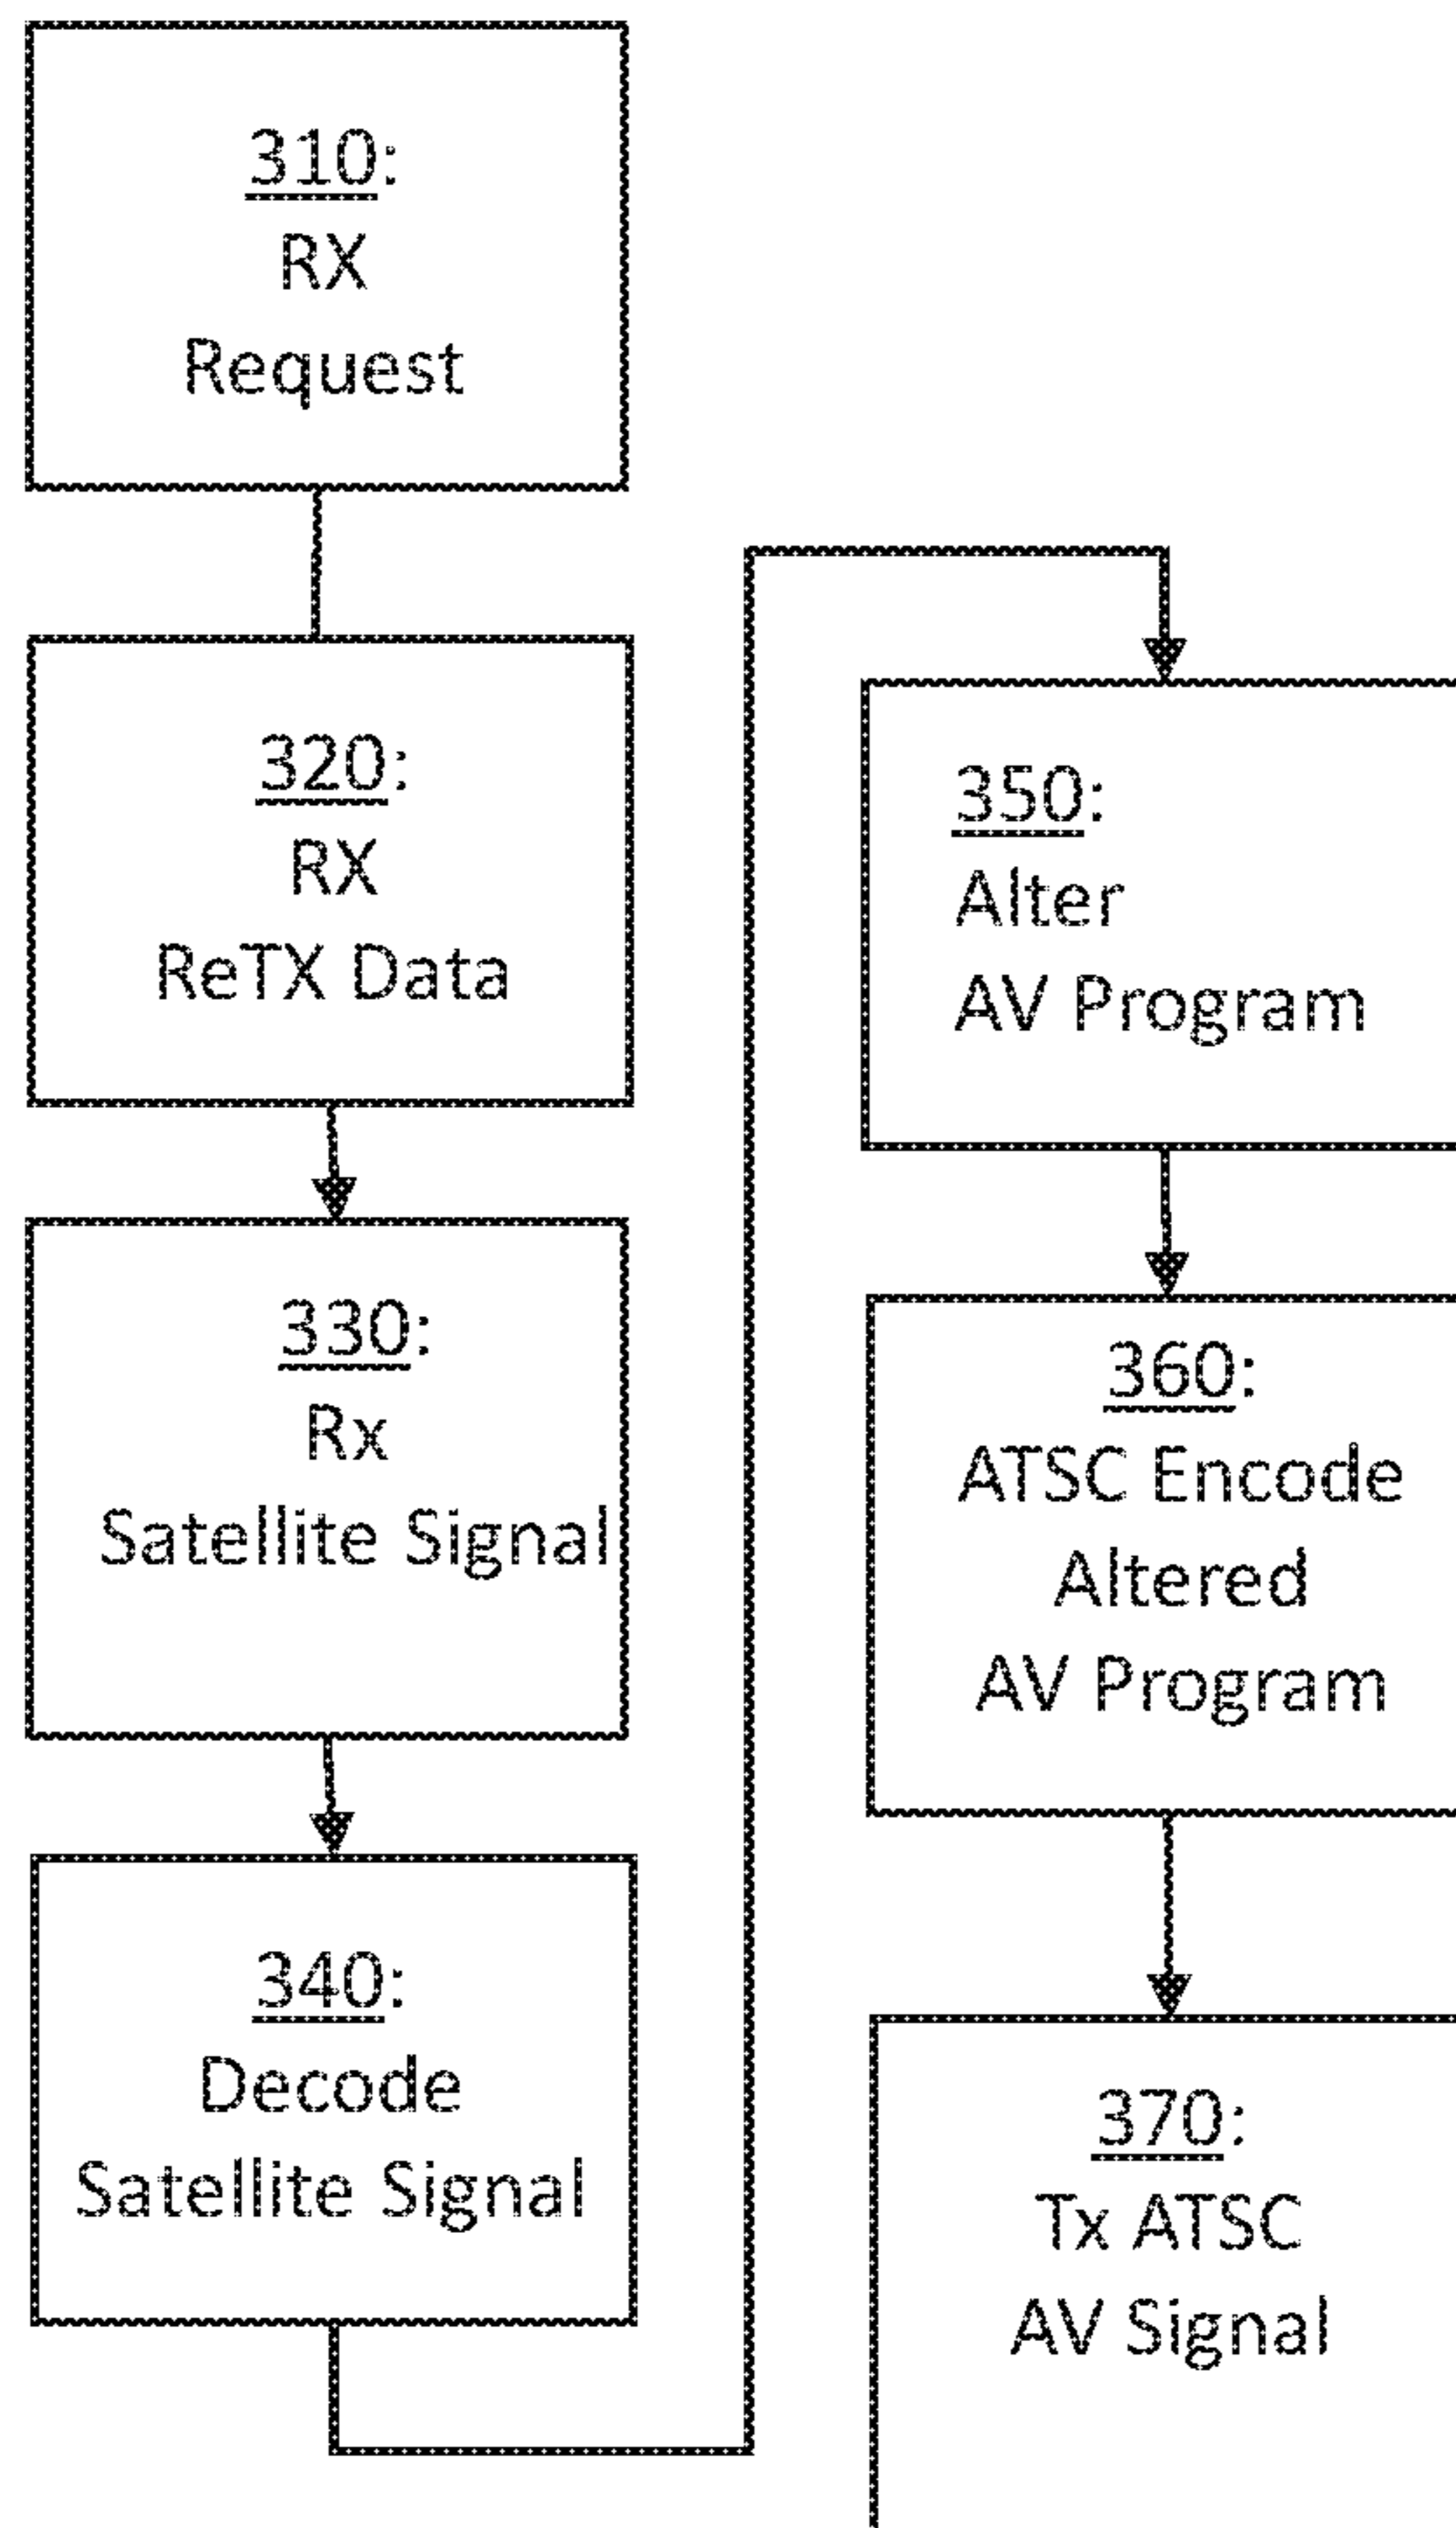 310:
RX
Request
320:
RX
ReTX Data
330:
Rx
Satellite Signal
340:
Decode
Satellite Signal
350:
Alter
AV Program
360:
ATSC Encode
Altered
AV Program
370:
Tx ATSC
AV Signal